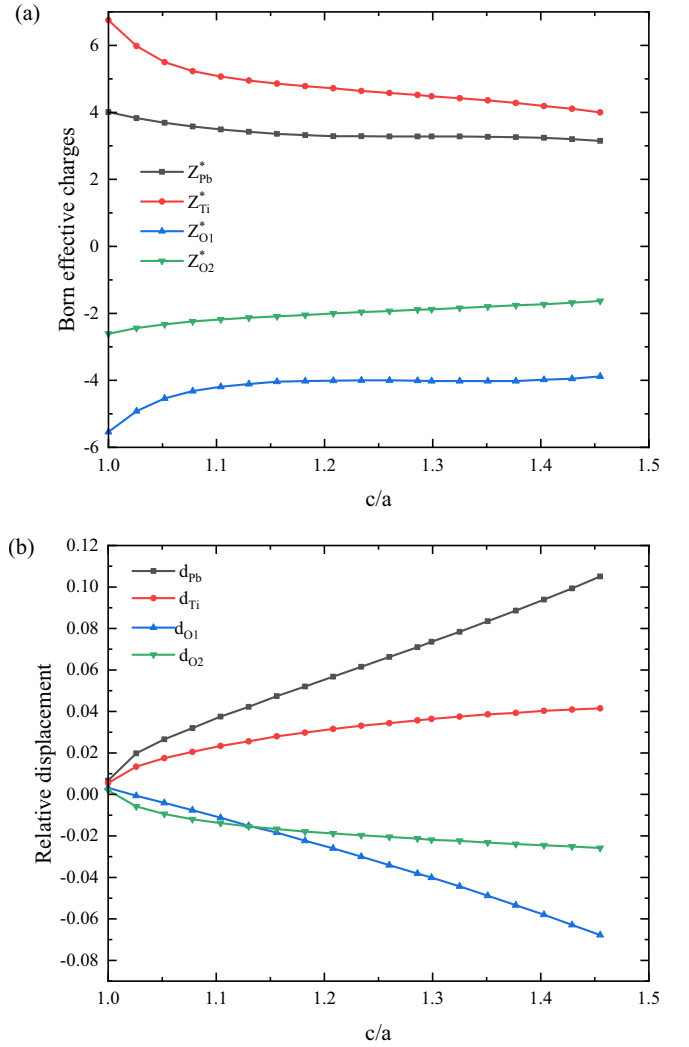 (a)
6
4
2
0
-2
-4
-6
Born effective charges
Z*Pb
Z*Ti
Z*O1
Z*O2
1.0 1.1 1.2 1.3 1.4 1.5
c/a
(b)
0.12
0.10
0.08
0.06
0.04
0.02
0.00
-0.02
-0.04
-0.06
-0.08
Relative displacement
dPb
dTi
dO1
dO2
1.0 1.1 1.2 1.3 1.4 1.5
c/a